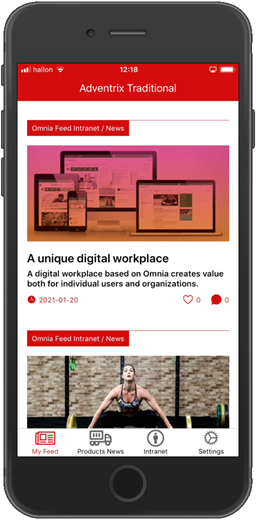 hallon 12:18
Adventrix Traditional
Omnia Feed Intranet / News
A unique digital workplace
A digital workplace based on Omnia creates value
both for individual users and organizations.
2021-01-20 0 0
Omnia Feed Intranet / News
My Feed Products News Intranet Settings